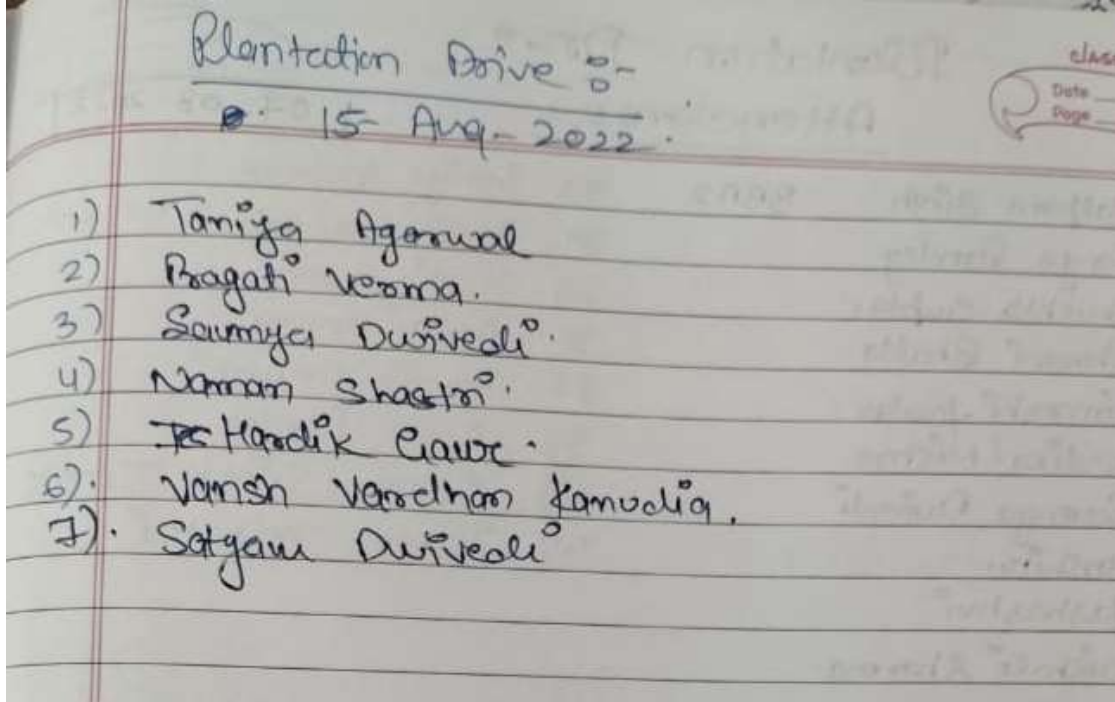 Plantation Drive :-
15 Aug - 2022.
Date
Page
1) Taniya Agarwal
2) Pragati Verma.
3) Saumya Dwivedi.
4) Naman Shastri.
5) Hardik Gaur.
6). Vansh Vardhan Kanudia.
7). Satyam Dwivedi